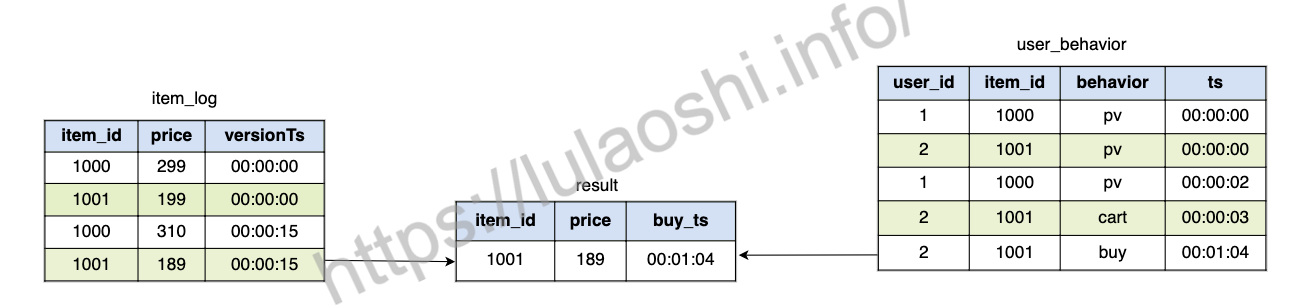 item_log
item_id price versionTs
1000 299 00:00:00
1001 199 00:00:00
1000 310 00:00:15
1001 189 00:00:15
result
item_id price buy_ts
1001 189 00:01:04
user_behavior
user_id item_id behavior ts
1 1000 pv 00:00:00
2 1001 pv 00:00:00
1 1000 pv 00:00:02
2 1001 cart 00:00:03
2 1001 buy 00:01:04
https://lulaoshi.info/